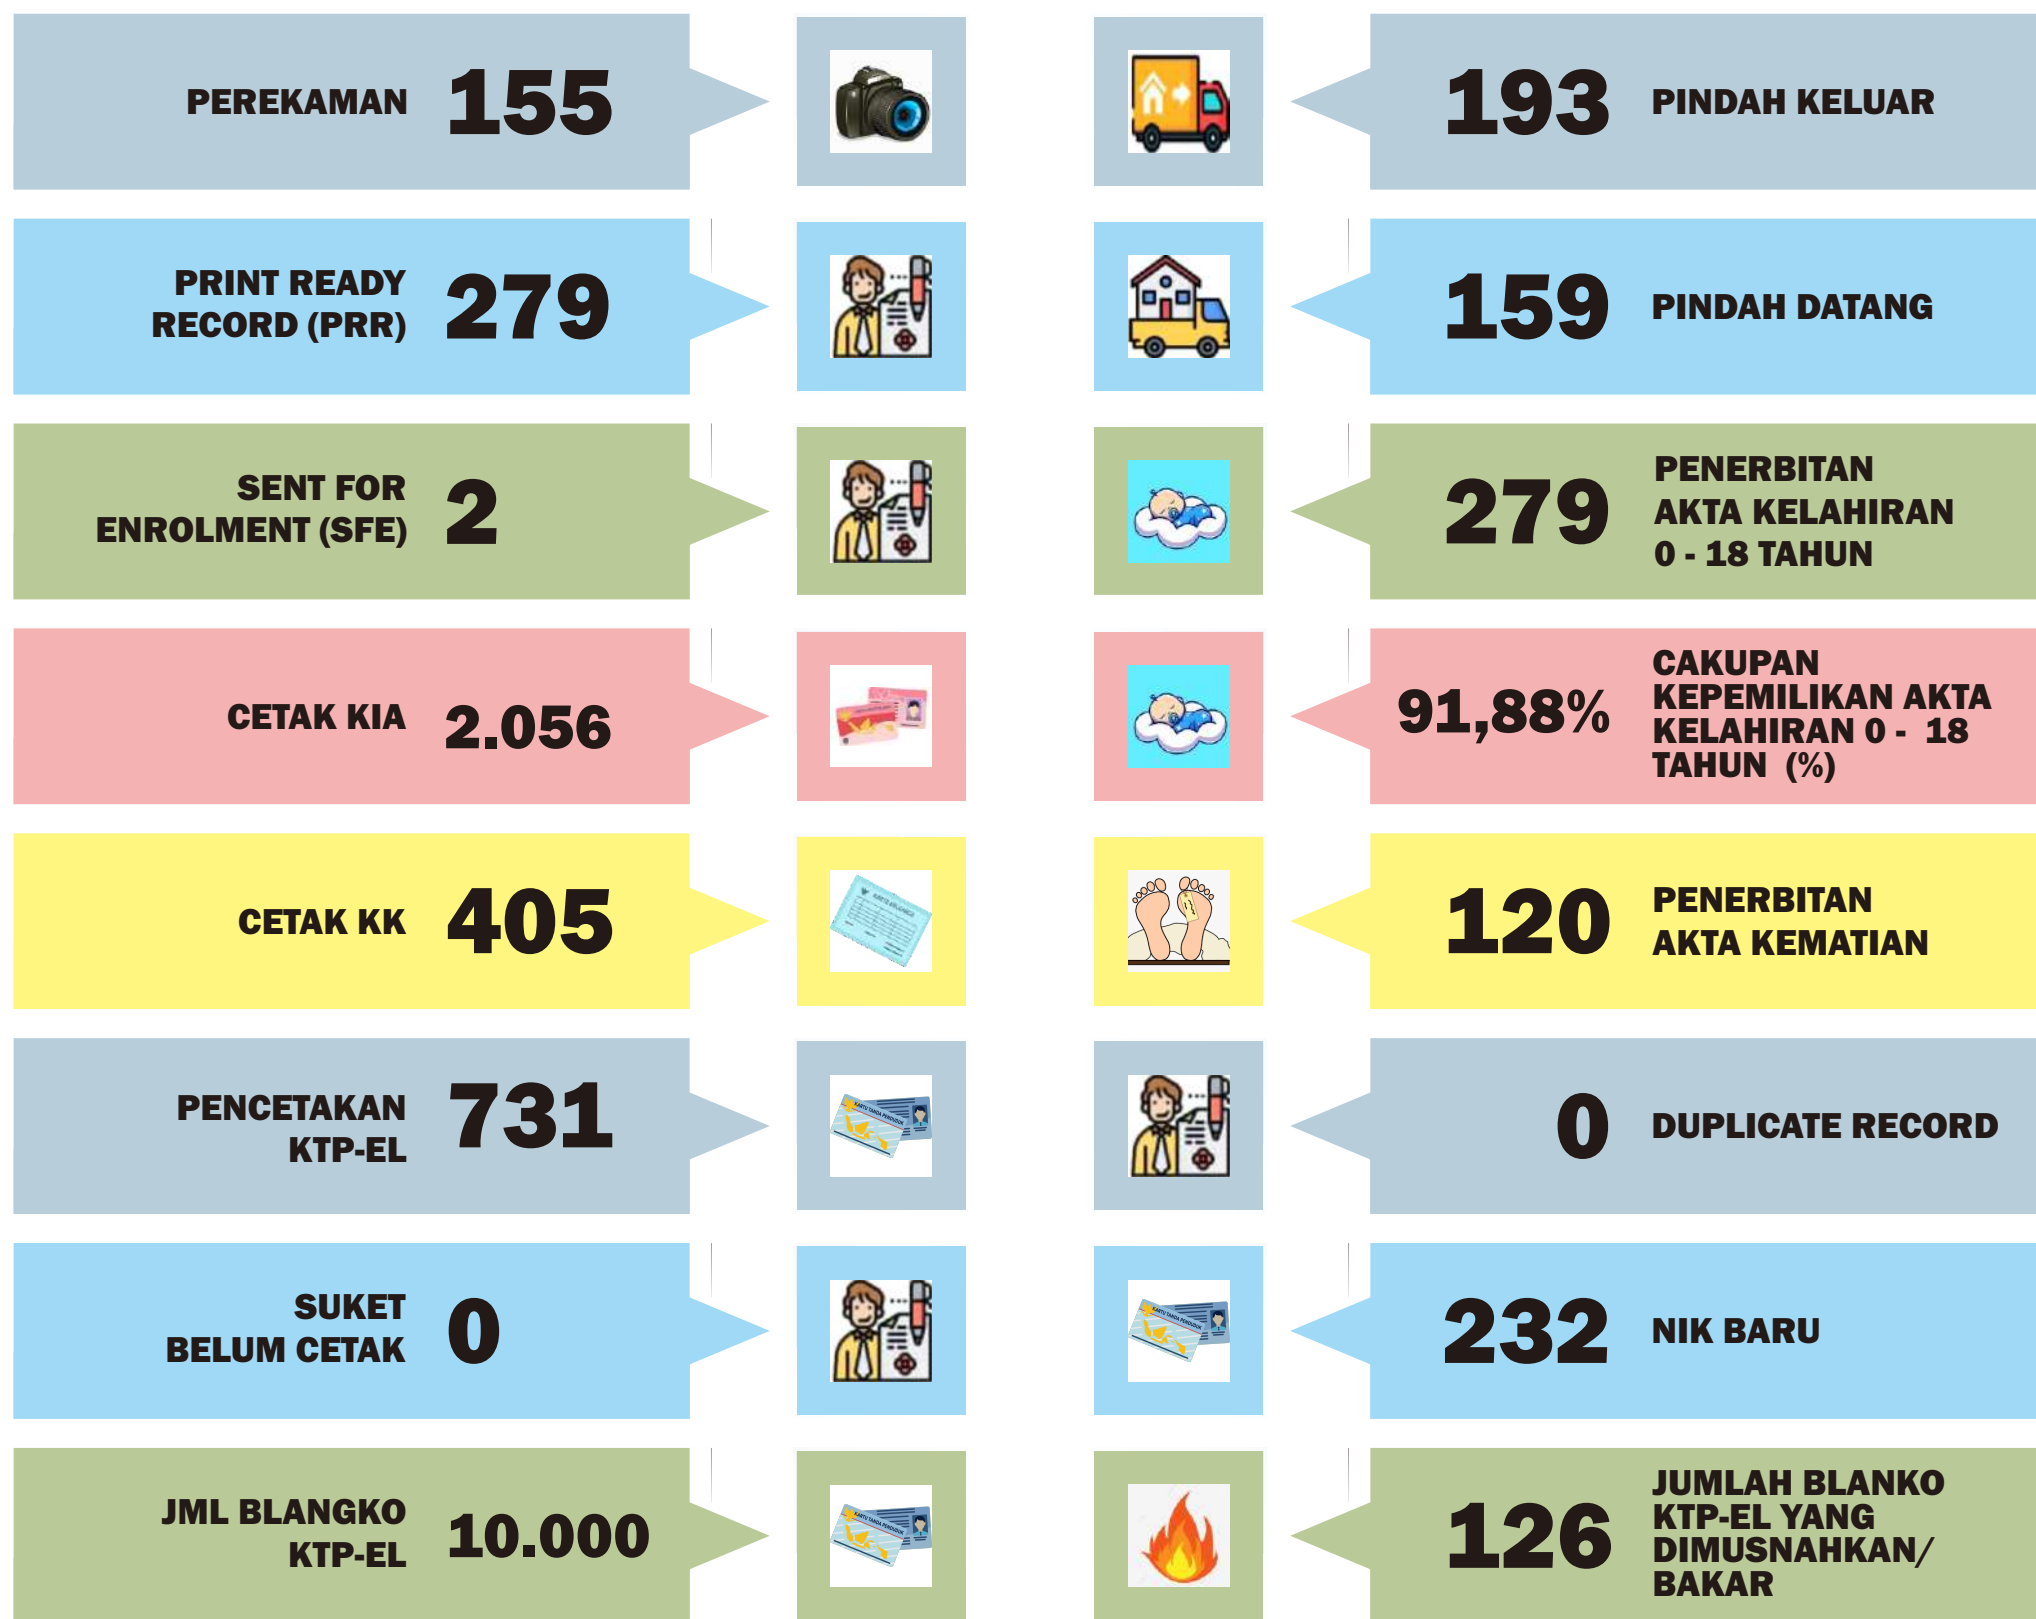 PEREKAMAN 155
193 PINDAH KELUAR
PRINT READY
RECORD (PRR)
279
159 PINDAH DATANG
SENT FOR
ENROLMENT (SFE)
2
279
PENERBITAN
AKTA KELAHIRAN
0 - 18 TAHUN
CETAK KIA 2.056
91,88%
CAKUPAN
KEPEMILIKAN AKTA
KELAHIRAN 0 - 18
TAHUN (%)
CETAK KK 405
120
PENERBITAN
AKTA KEMATIAN
PENCETAKAN
KTP-EL
731
0 DUPLICATE RECORD
SUKET
BELUM CETAK
0
232 NIK BARU
JML BLANGKO
KTP-EL
10.000
126
JUMLAH BLANKO
KTP-EL YANG
DIMUSNAHKAN/
BAKAR